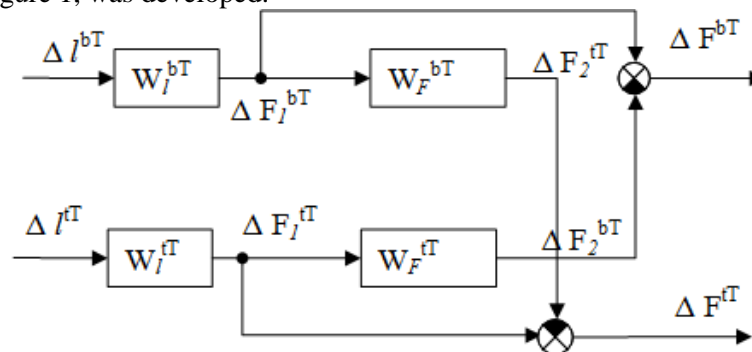 gure 1, was developed.
Δ l^bT
W_l^bT
Δ F_1^bT
W_F^bT
Δ F_2^tT
Δ F^bT
Δ l^tT
W_l^tT
Δ F_1^tT
W_F^tT
Δ F_2^bT
Δ F^tT